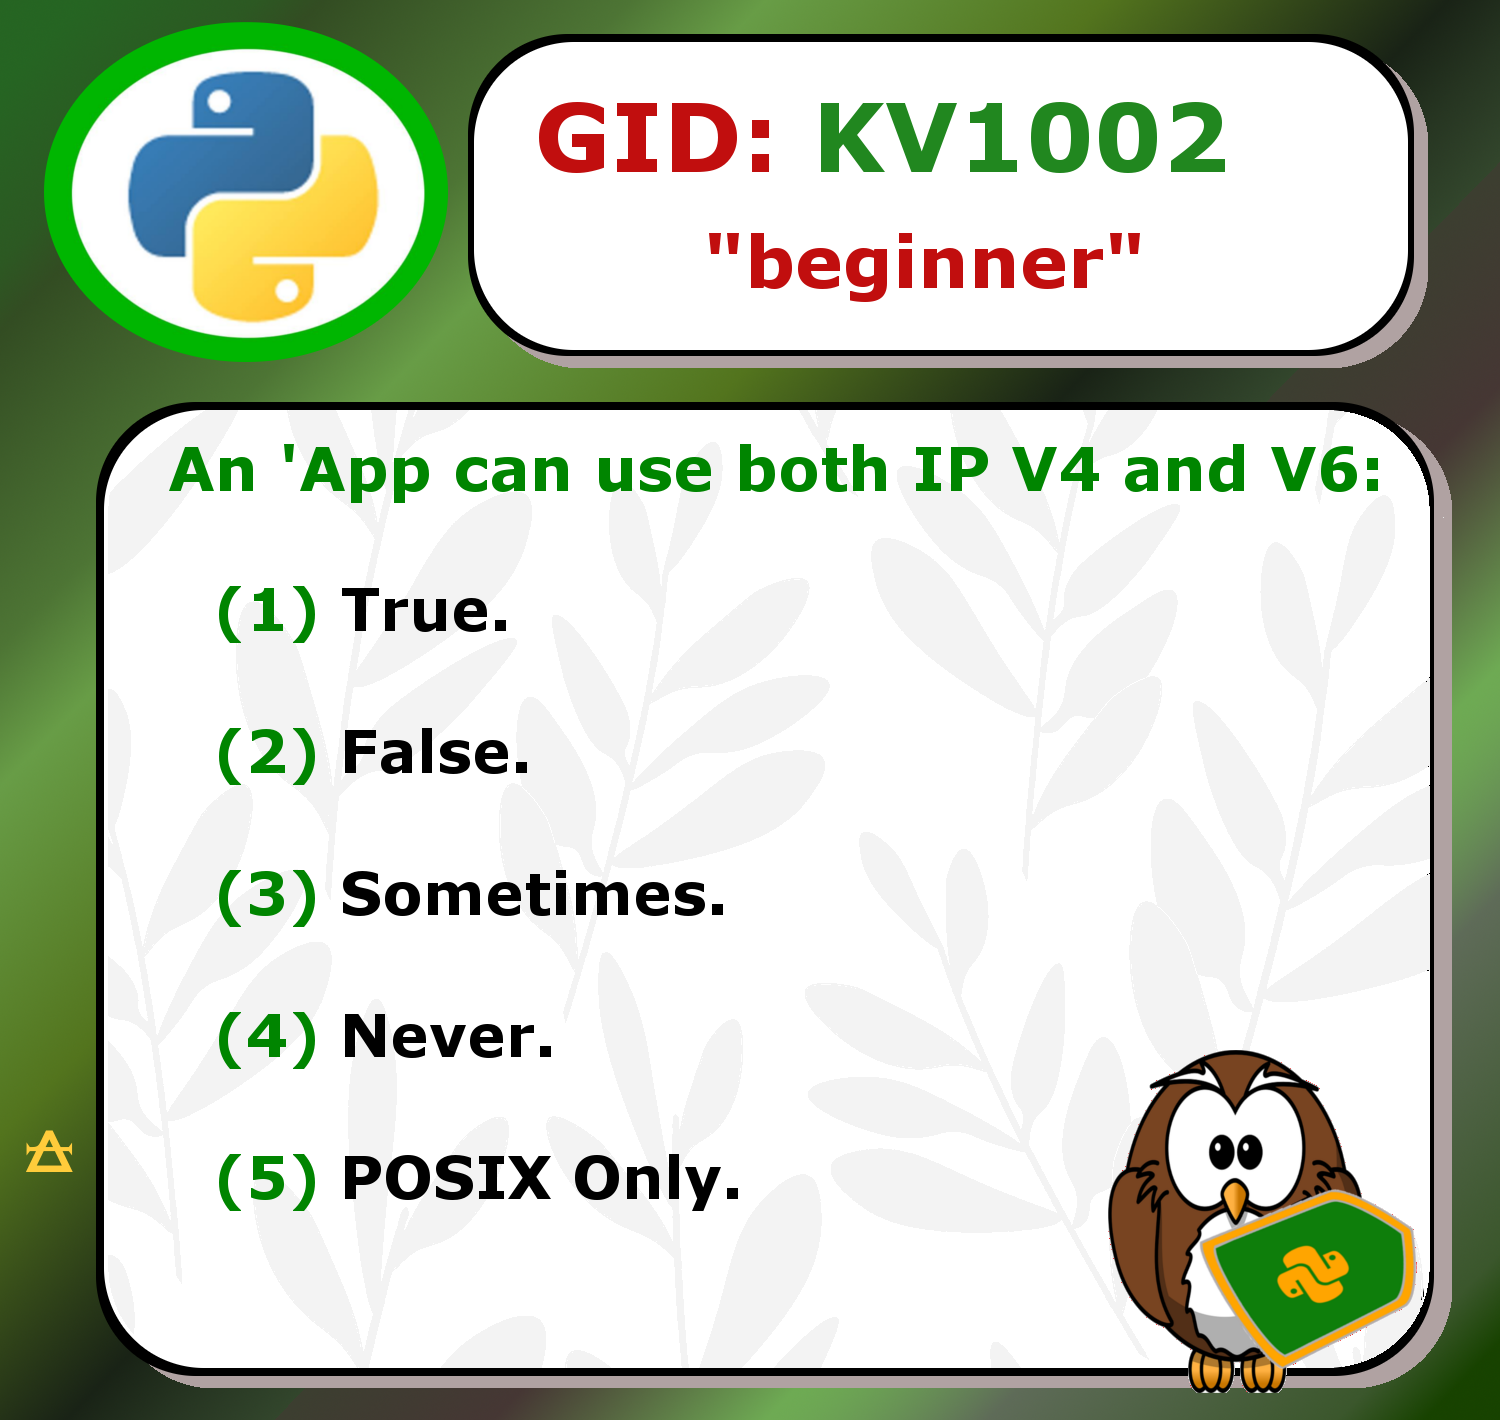 GID: KV1002
"beginner"
An 'App can use both IP V4 and V6:
(1) True.
(2) False.
(3) Sometimes.
(4) Never.
(5) POSIX Only.